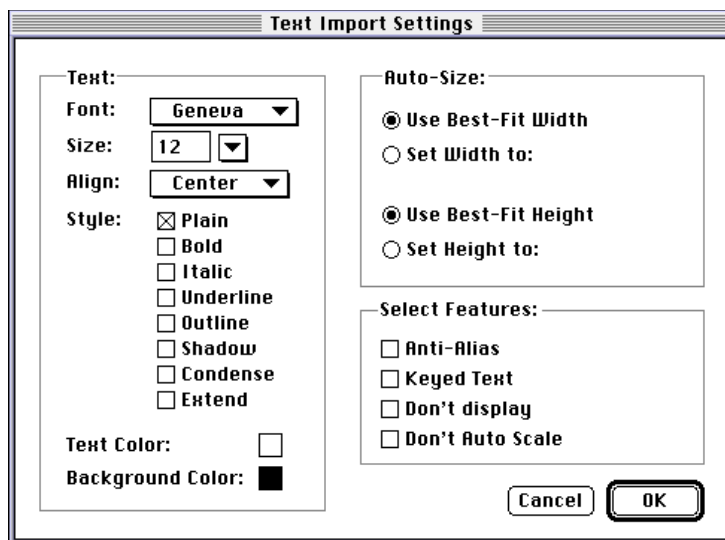 Text Import Settings
Text:
Font: Geneva
Size: 12
Align: Center
Style: Plain
Bold
Italic
Underline
Outline
Shadow
Condense
Extend
Text Color:
Background Color:
Auto-Size:
Use Best-Fit Width
Set Width to:
Use Best-Fit Height
Set Height to:
Select Features:
Anti-Alias
Keyed Text
Don't display
Don't Auto Scale
Cancel OK